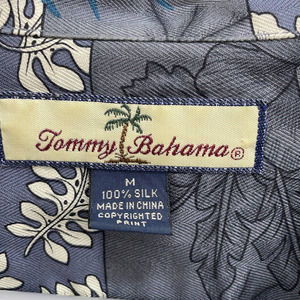 Tommy Bahama®
M
100% SILK
MADE IN CHINA
COPYRIGHTED
PRINT